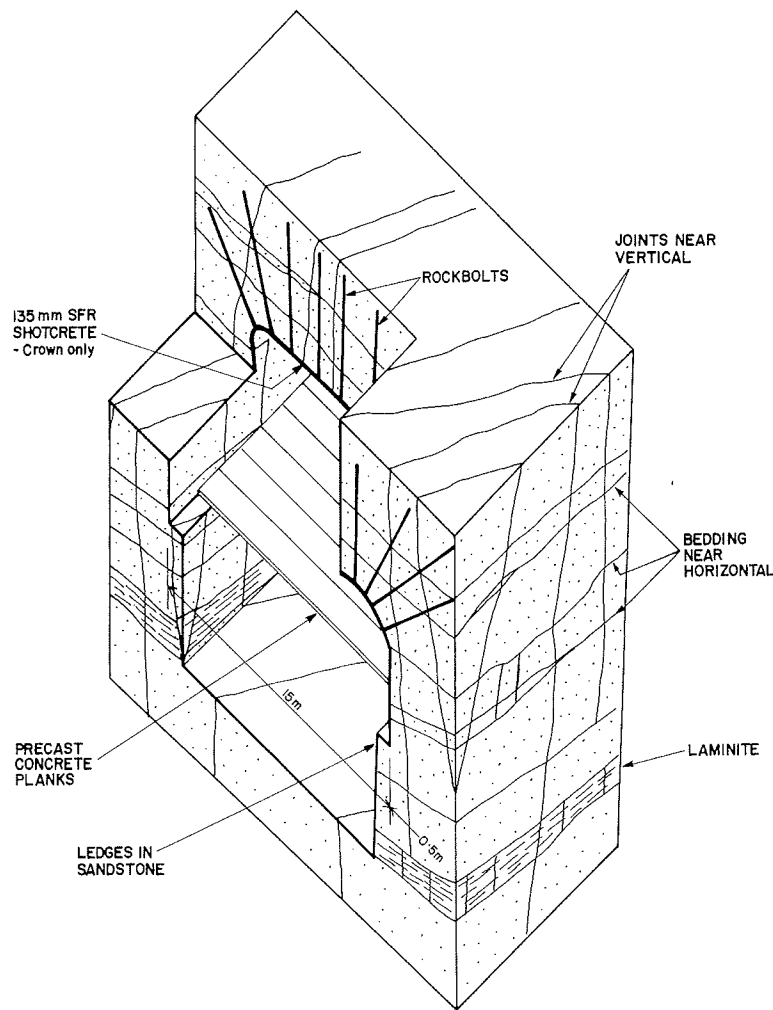 JOINTS NEAR
VERTICAL
ROCKBOLTS
135 mm SFR
SHOTCRETE
- Crown only
BEDDING
NEAR
HORIZONTAL
15m
PRECAST
CONCRETE
PLANKS
LAMINITE
0.5m
LEDGES IN
SANDSTONE